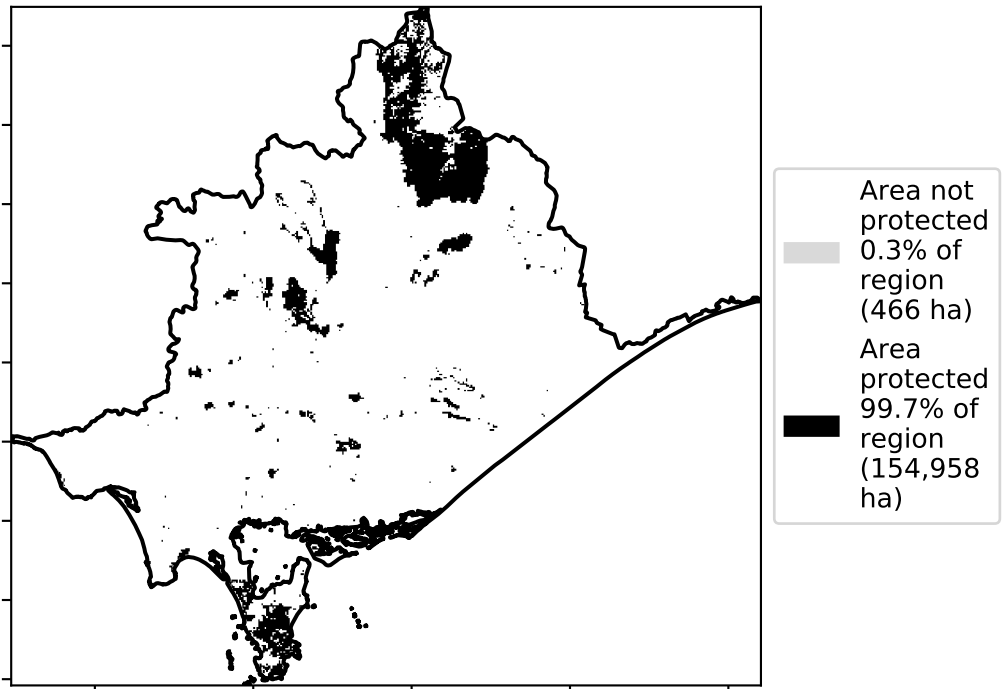 Area not
protected
0.3% of
region
(466 ha)
Area
protected
99.7% of
region
(154,958
ha)